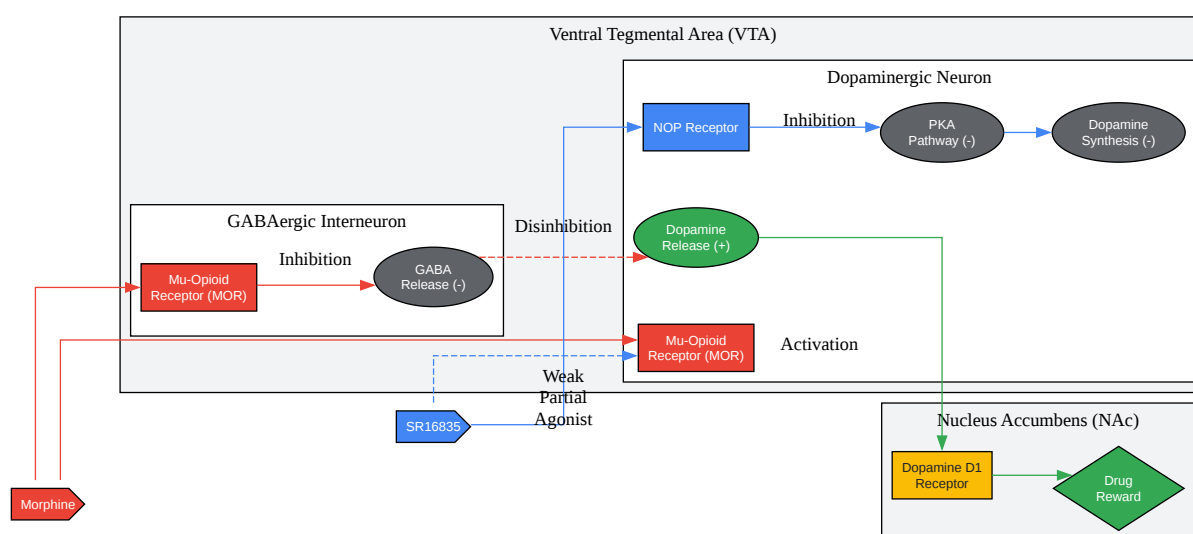 Ventral Tegmental Area (VTA)
Dopaminergic Neuron
NOP Receptor
Inhibition
PKA
Pathway (-)
Dopamine
Synthesis (-)
GABAergic Interneuron
Disinhibition
Dopamine
Release (+)
Inhibition
Mu-Opioid
Receptor (MOR)
GABA
Release (-)
Mu-Opioid
Receptor (MOR)
Activation
Weak
Partial
Agonist
SR16835
Nucleus Accumbens (NAc)
Dopamine D1
Receptor
Drug
Reward
Morphine